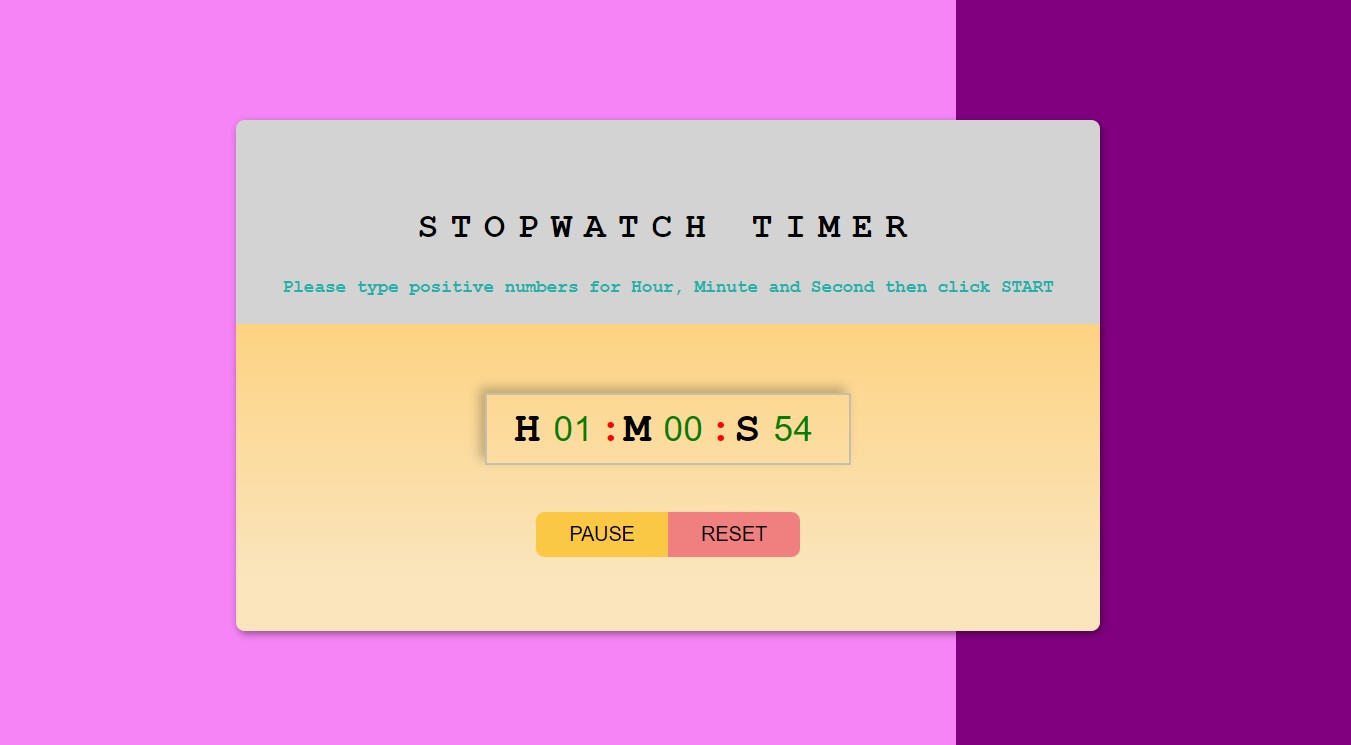 STOPWATCH TIMER
Please type positive numbers for Hour, Minute and Second then click START
H 01 :M 00 :S 54
PAUSE RESET